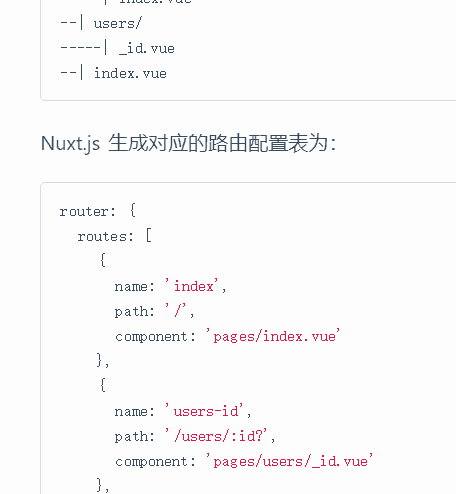 -----| index.vue
--| users/
-----| _id.vue
--| index.vue
Nuxt.js 生成对应的路由配置表为：
router: {
  routes: [
    {
      name: 'index',
      path: '/',
      component: 'pages/index.vue'
    },
    {
      name: 'users-id',
      path: '/users/:id?',
      component: 'pages/users/_id.vue'
    },